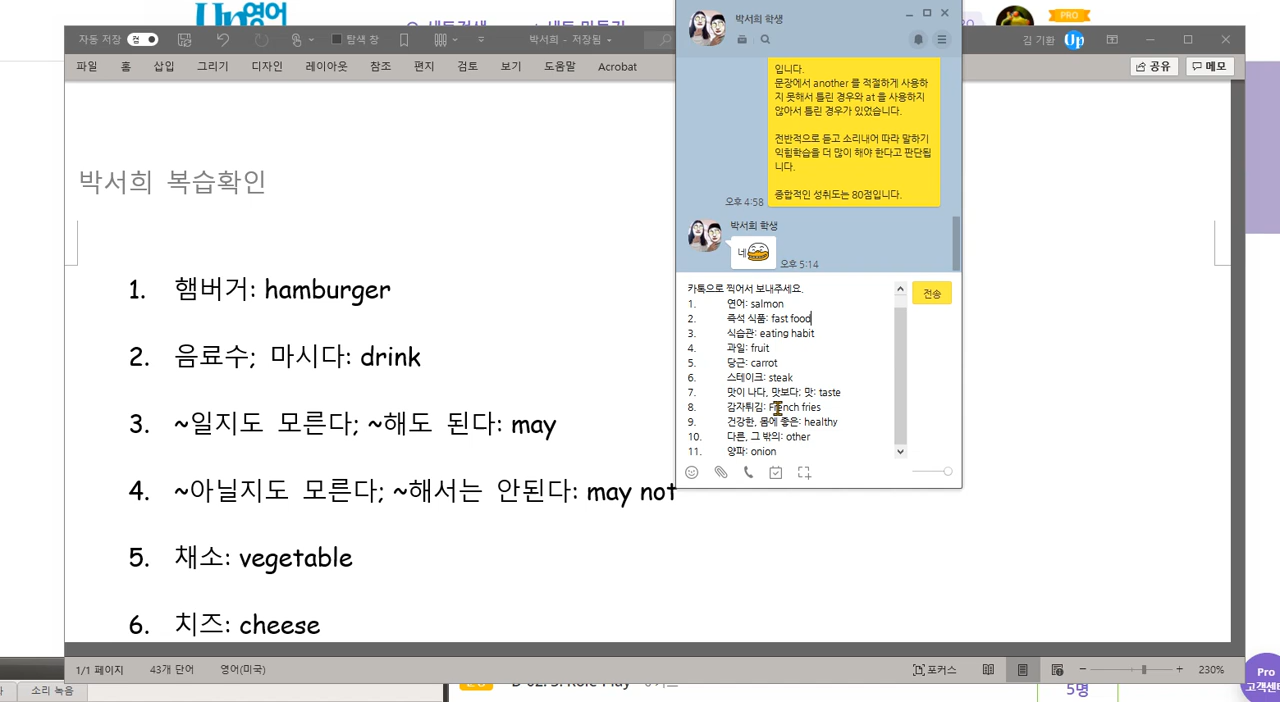 Up영어
PRO
자동 저장
켬
탐색 창
박서희 - 저장됨
김 기환
Up
파일
홈
삽입
그리기
디자인
레이아웃
참조
편지
검토
보기
도움말
Acrobat
공유
메모
박서희 복습확인
1. 햄버거: hamburger
2. 음료수; 마시다: drink
3. ~일지도 모른다; ~해도 된다: may
4. ~아닐지도 모른다; ~해서는 안된다: may not
5. 채소: vegetable
6. 치즈: cheese
박서희 학생
입니다.
문장에서 another 를 적절하게 사용하
지 못해서 틀린 경우와 at 을 사용하지
않아서 틀린 경우가 있었습니다.
전반적으로 듣고 소리내어 따라 말하기
익힘학습을 더 많이 해야 한다고 판단됩
니다.
종합적인 성취도는 80점입니다.
오후 4:58
박서희 학생
네
오후 5:14
카톡으로 찍어서 보내주세요.
1. 연어: salmon
2. 즉석 식품: fast food
3. 식습관: eating habit
4. 과일: fruit
5. 당근: carrot
6. 스테이크: steak
7. 맛이 나다, 맛보다; 맛: taste
8. 감자튀김: French fries
9. 건강한, 몸에 좋은: healthy
10. 다른, 그 밖의: other
11. 양파: onion
전송
1/1 페이지
43개 단어
영어(미국)
포커스
230%
소리 녹음
5명
Pro
고객센터